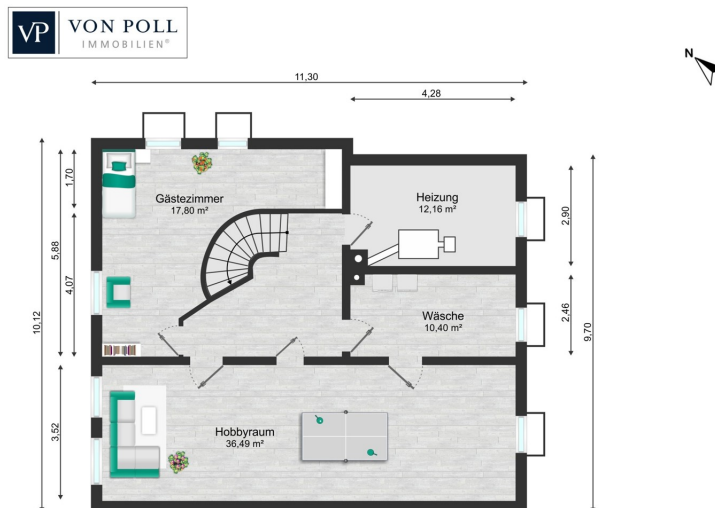 VP VON POLL
IMMOBILIEN®
N
11,30
4,28
10,12
5,88
1,70
4,07
3,52
2,90
2,46
9,70
Gästezimmer
17,80 m²
Heizung
12,16 m²
Wäsche
10,40 m²
Hobbyraum
36,49 m²